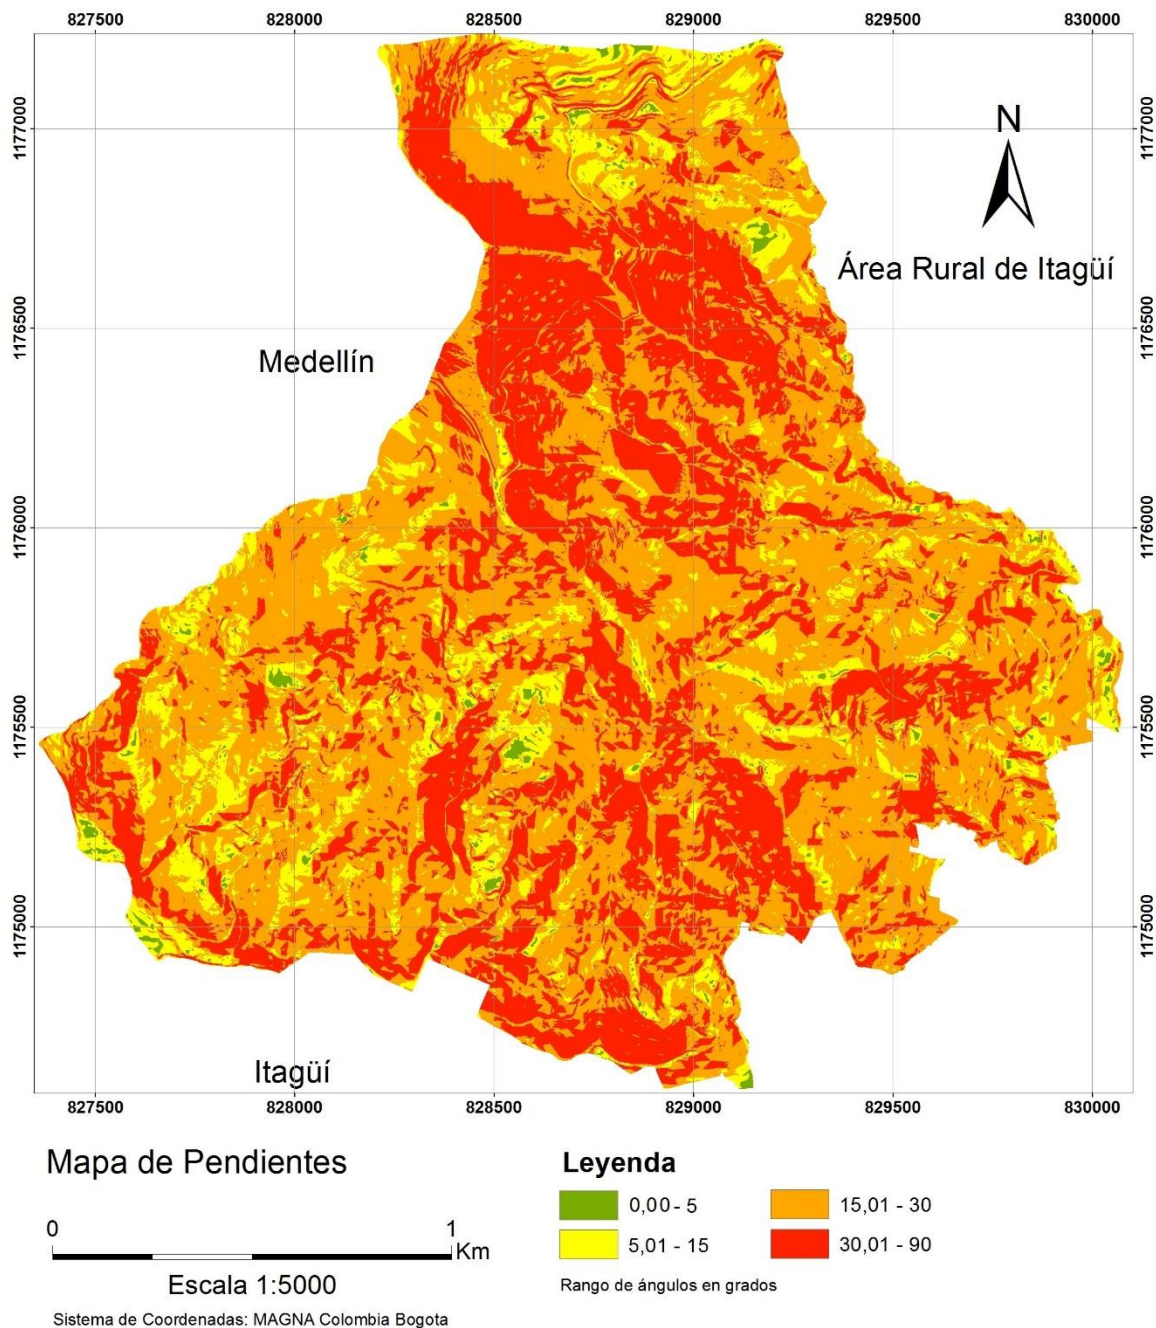 827500 828000 828500 829000 829500 830000
1177000 1177000
N
Área Rural de Itagüí
1176500 1176500
Medellín
1176000 1176000
1175500 1175500
1175000 1175000
Itagüí
827500 828000 828500 829000 829500 830000
Mapa de Pendientes
Leyenda
0,00 - 5 15,01 - 30
5,01 - 15 30,01 - 90
0 1
Km
Escala 1:5000
Rango de ángulos en grados
Sistema de Coordenadas: MAGNA Colombia Bogota